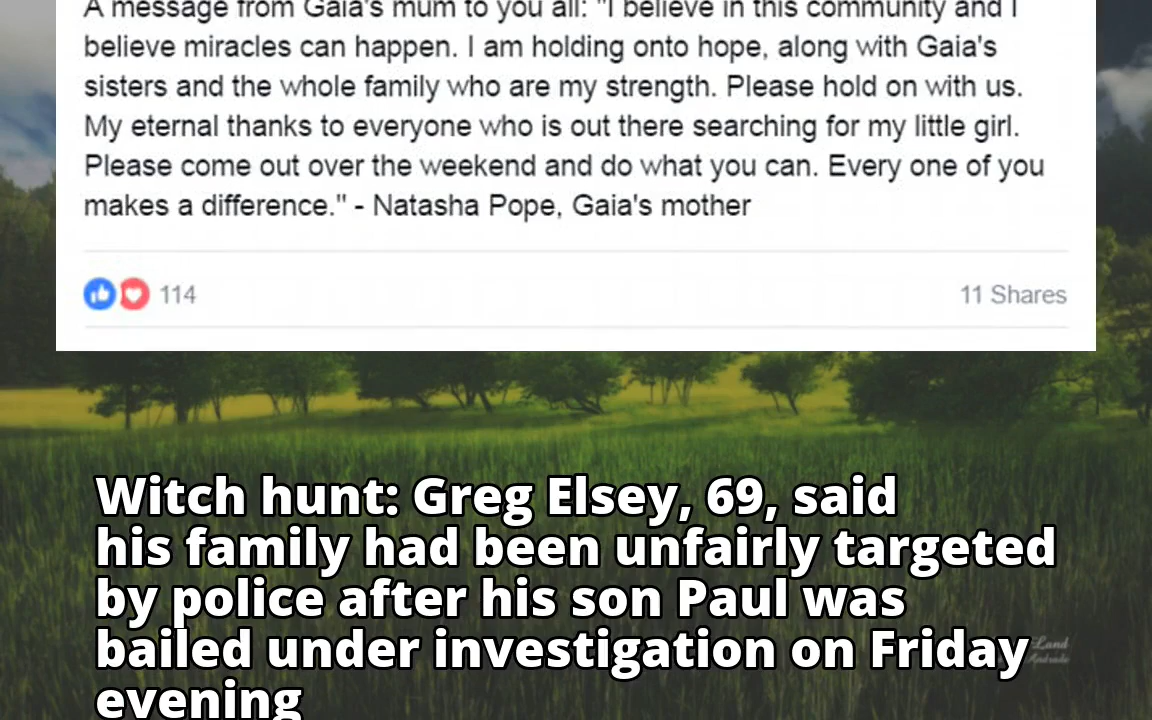 A message from Gaia's mum to you all: "I believe in this community and I
believe miracles can happen. I am holding onto hope, along with Gaia's
sisters and the whole family who are my strength. Please hold on with us.
My eternal thanks to everyone who is out there searching for my little girl.
Please come out over the weekend and do what you can. Every one of you
makes a difference." - Natasha Pope, Gaia's mother
114
11 Shares
Witch hunt: Greg Elsey, 69, said
his family had been unfairly targeted
by police after his son Paul was
bailed under investigation on Friday
evening
Land